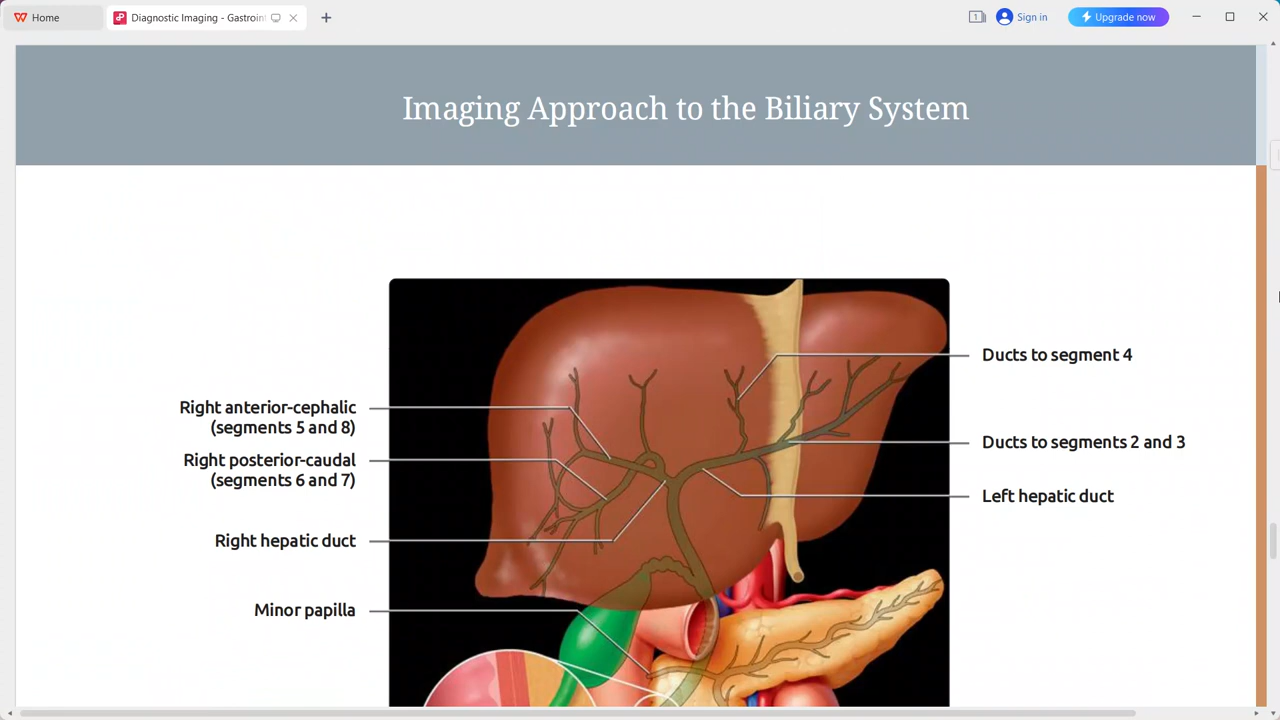 Home
Diagnostic Imaging - Gastroint
1
Sign in
Upgrade now
Imaging Approach to the Biliary System
Ducts to segment 4
Right anterior-cephalic
(segments 5 and 8)
Ducts to segments 2 and 3
Right posterior-caudal
(segments 6 and 7)
Left hepatic duct
Right hepatic duct
Minor papilla